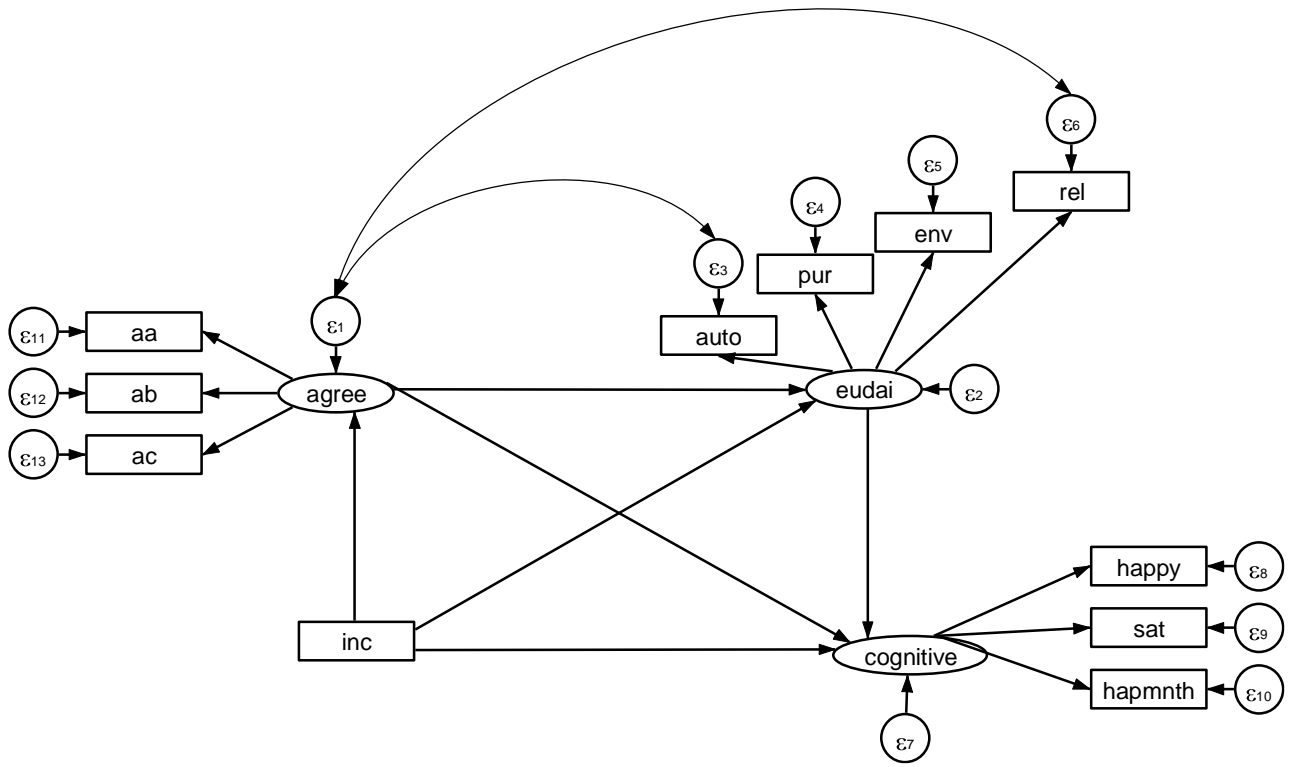 ε6
rel
ε5
env
ε4
pur
ε3
auto
ε1
ε11
aa
ε12
ab
ε13
ac
agree
eudai
ε2
inc
cognitive
ε7
happy
ε8
sat
ε9
hapmnth
ε10